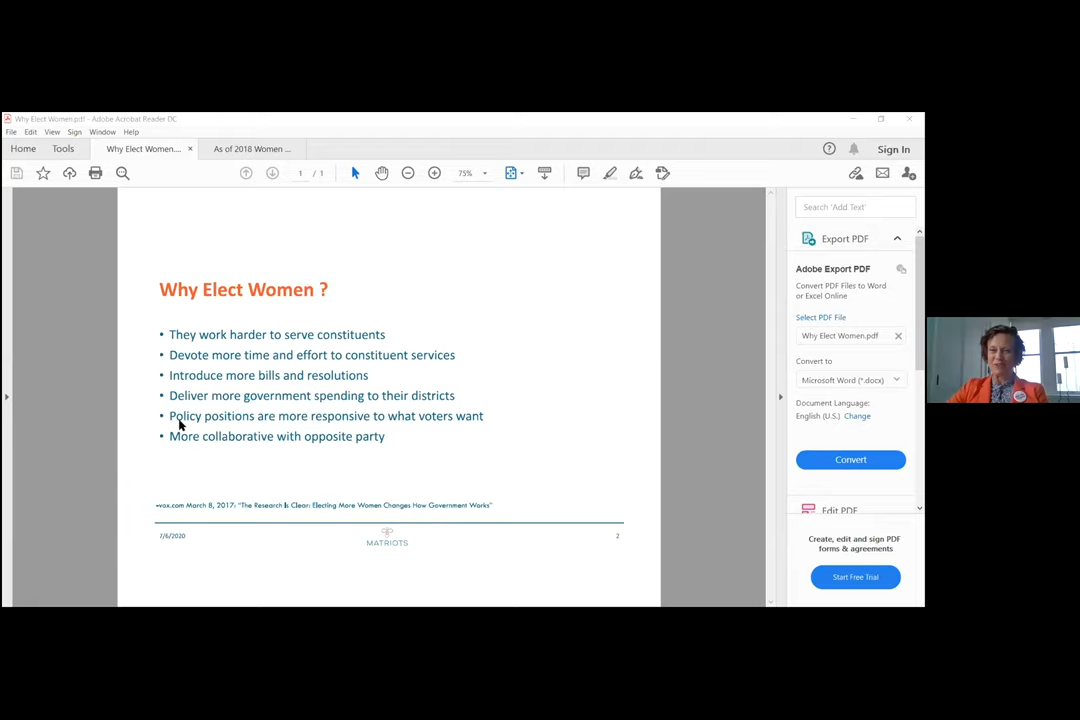 Why Elect Women.pdf - Adobe Acrobat Reader DC
File Edit View Sign Window Help
Home Tools Why Elect Women.... × As of 2018 Women ... Sign In
1 / 1 75%
Search 'Add Text'
Export PDF
Adobe Export PDF
Convert PDF Files to Word
or Excel Online
Select PDF File
Why Elect Women.pdf
Convert to
Microsoft Word (*.docx)
Document Language:
English (U.S.) Change
Convert
Edit PDF
Create, edit and sign PDF
forms & agreements
Start Free Trial
Why Elect Women ?
• They work harder to serve constituents
• Devote more time and effort to constituent services
• Introduce more bills and resolutions
• Deliver more government spending to their districts
• Policy positions are more responsive to what voters want
• More collaborative with opposite party
•vox.com March 8, 2017: "The Research Is Clear: Electing More Women Changes How Government Works"
7/6/2020 MATRIOTS 2